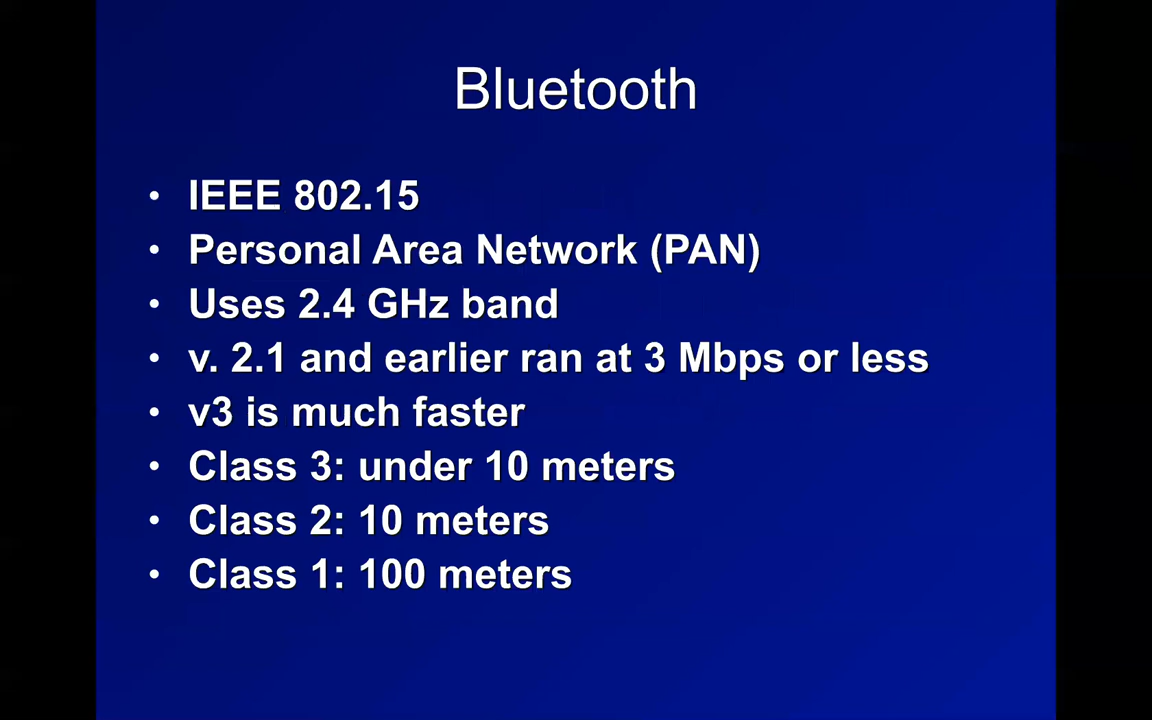 Bluetooth
• IEEE 802.15
• Personal Area Network (PAN)
• Uses 2.4 GHz band
• v. 2.1 and earlier ran at 3 Mbps or less
• v3 is much faster
• Class 3: under 10 meters
• Class 2: 10 meters
• Class 1: 100 meters